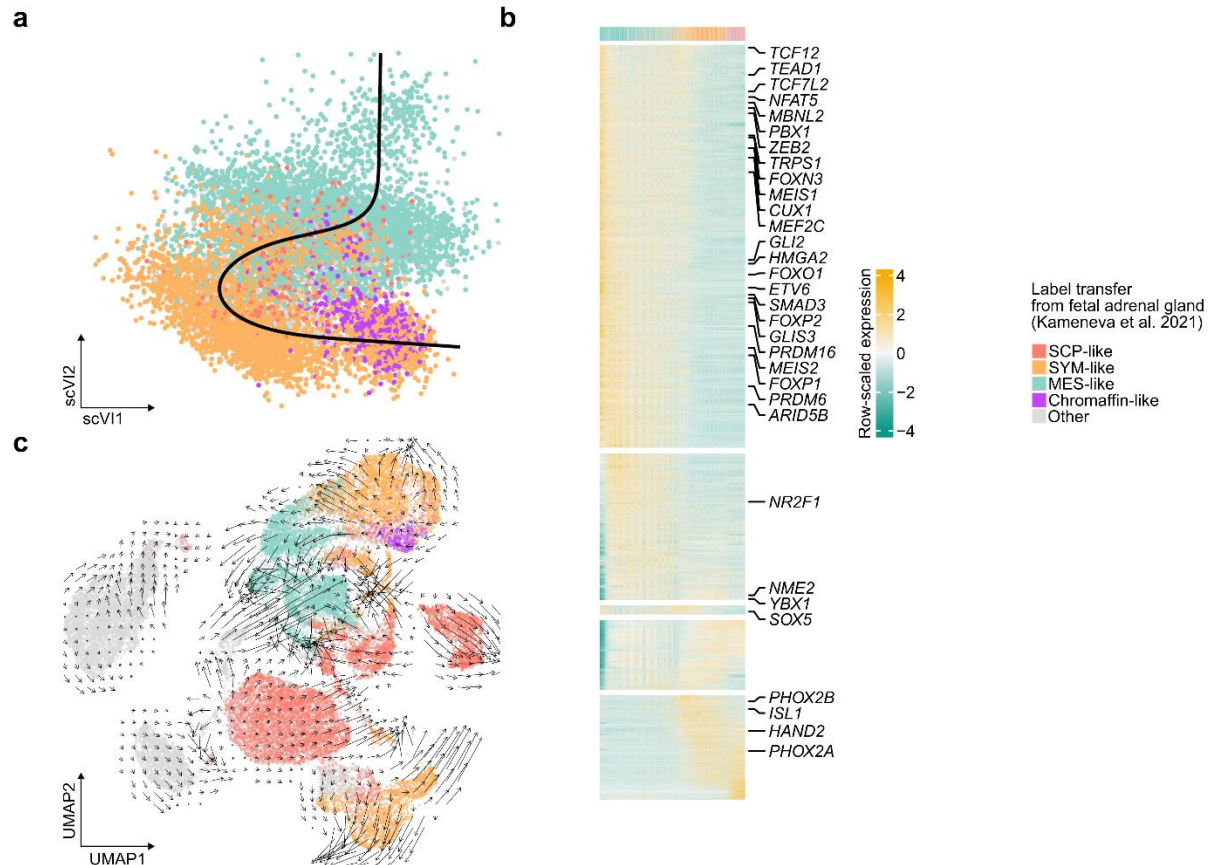 a
scVI2
scVI1
b
TCF12
TEAD1
TCF7L2
NFAT5
MBNL2
PBX1
ZEB2
TRPS1
FOXN3
MEIS1
CUX1
MEF2C
GLI2
HMGA2
FOXO1
ETV6
SMAD3
FOXP2
GLIS3
PRDM16
MEIS2
FOXP1
PRDM6
ARID5B
NR2F1
NME2
YBX1
SOX5
PHOX2B
ISL1
HAND2
PHOX2A
Row-scaled expression
4
2
0
−2
−4
Label transfer
from fetal adrenal gland
(Kameneva et al. 2021)
SCP-like
SYM-like
MES-like
Chromaffin-like
Other
c
UMAP2
UMAP1